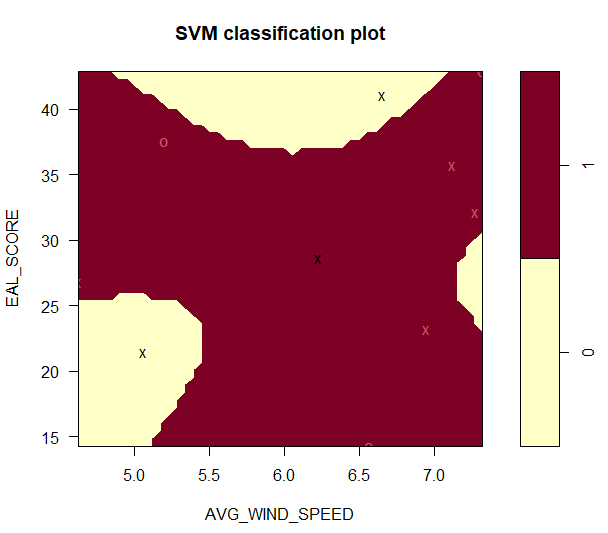 SVM classification plot
EAL_SCORE
40
35
30
25
20
15
5.0 5.5 6.0 6.5 7.0
AVG_WIND_SPEED
1
0
x
o
x
x
x
x
x